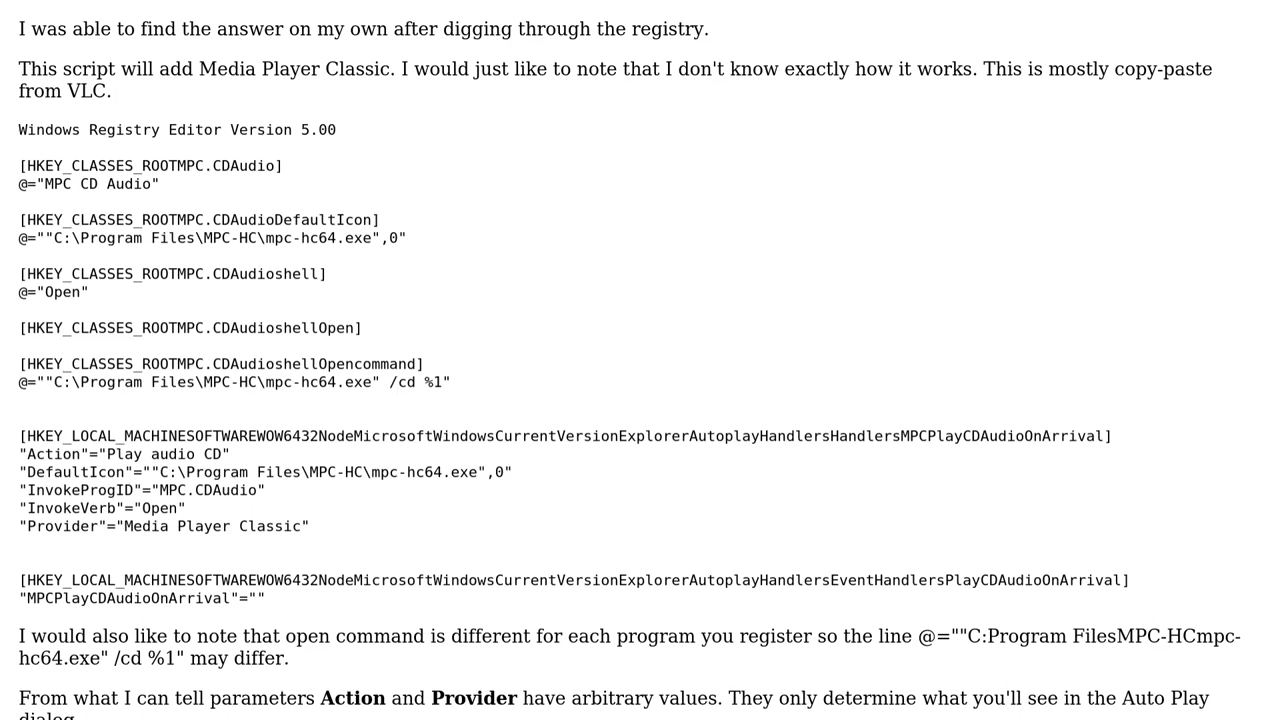 I was able to find the answer on my own after digging through the registry.
This script will add Media Player Classic. I would just like to note that I don't know exactly how it works. This is mostly copy-paste
from VLC.
Windows Registry Editor Version 5.00
[HKEY_CLASSES_ROOTMPC.CDAudio]
@="MPC CD Audio"
[HKEY_CLASSES_ROOTMPC.CDAudioDefaultIcon]
@=""C:\Program Files\MPC-HC\mpc-hc64.exe",0"
[HKEY_CLASSES_ROOTMPC.CDAudioshell]
@="Open"
[HKEY_CLASSES_ROOTMPC.CDAudioshellOpen]
[HKEY_CLASSES_ROOTMPC.CDAudioshellOpencommand]
@=""C:\Program Files\MPC-HC\mpc-hc64.exe" /cd %1"
[HKEY_LOCAL_MACHINESOFTWAREWOW6432NodeMicrosoftWindowsCurrentVersionExplorerAutoplayHandlersHandlersMPCPlayCDAudioOnArrival]
"Action"="Play audio CD"
"DefaultIcon"=""C:\Program Files\MPC-HC\mpc-hc64.exe",0"
"InvokeProgID"="MPC.CDAudio"
"InvokeVerb"="Open"
"Provider"="Media Player Classic"
[HKEY_LOCAL_MACHINESOFTWAREWOW6432NodeMicrosoftWindowsCurrentVersionExplorerAutoplayHandlersEventHandlersPlayCDAudioOnArrival]
"MPCPlayCDAudioOnArrival"=""
I would also like to note that open command is different for each program you register so the line @=""C:Program FilesMPC-HCmpc-
hc64.exe" /cd %1" may differ.
From what I can tell parameters Action and Provider have arbitrary values. They only determine what you'll see in the Auto Play
dialog.